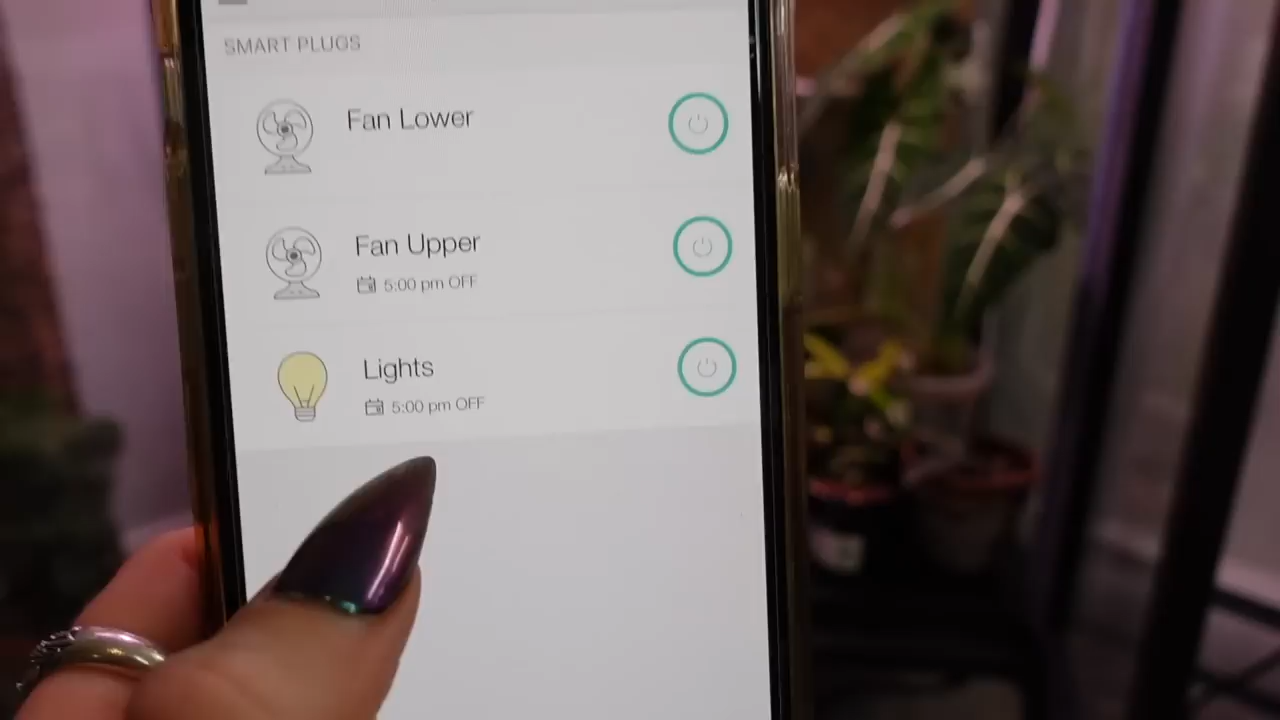 SMART PLUGS
Fan Lower
Fan Upper
5:00 pm OFF
Lights
5:00 pm OFF